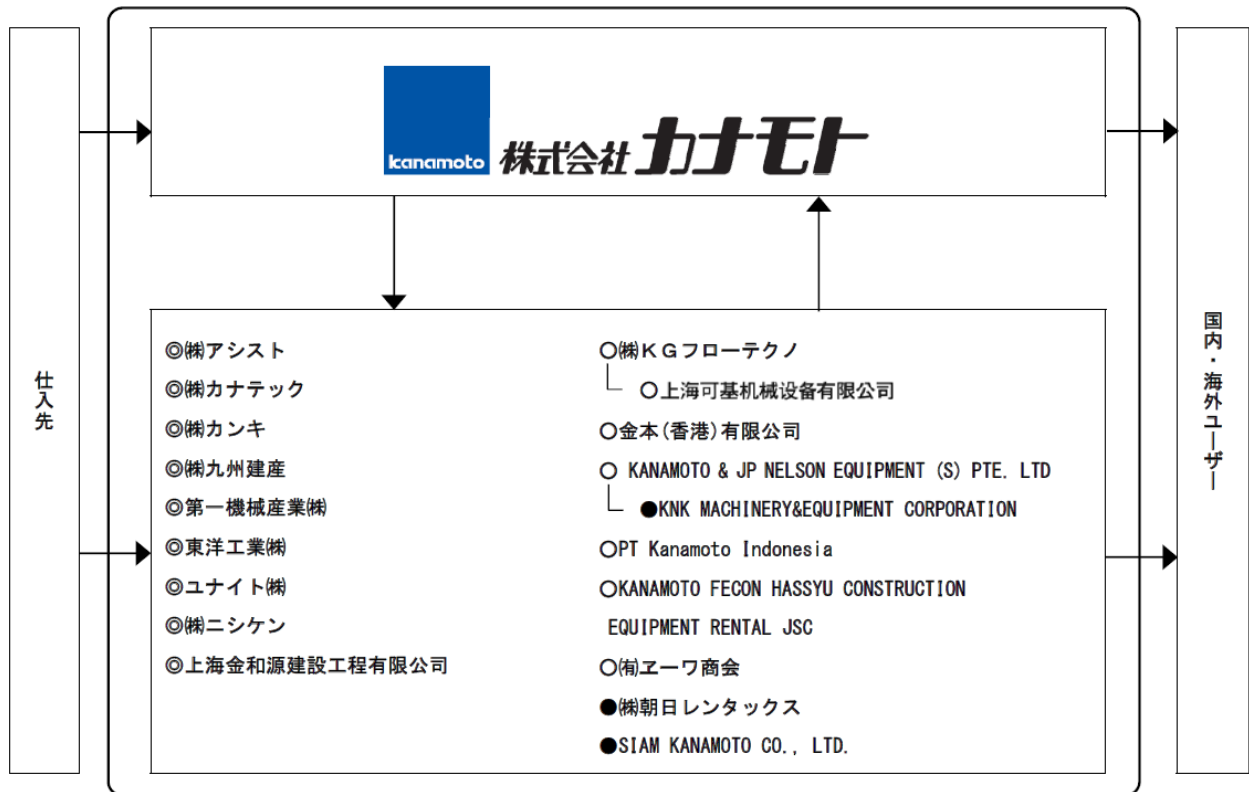 仕入先
kanamoto
株式会社カナモト
◎㈱アシスト
◎㈱カナテック
◎㈱カンキ
◎㈱九州建産
◎第一機械産業㈱
◎東洋工業㈱
◎ユナイト㈱
◎㈱ニシケン
◎上海金和源建設工程有限公司
○㈱ＫＧフローテクノ
○上海可基机械设备有限公司
○金本(香港)有限公司
○ KANAMOTO & JP NELSON EQUIPMENT (S) PTE. LTD
●KNK MACHINERY&EQUIPMENT CORPORATION
○PT Kanamoto Indonesia
○KANAMOTO FECON HASSYU CONSTRUCTION
EQUIPMENT RENTAL JSC
○㈲ヱーワ商会
●㈱朝日レンタックス
●SIAM KANAMOTO CO., LTD.
国内・海外ユーザー